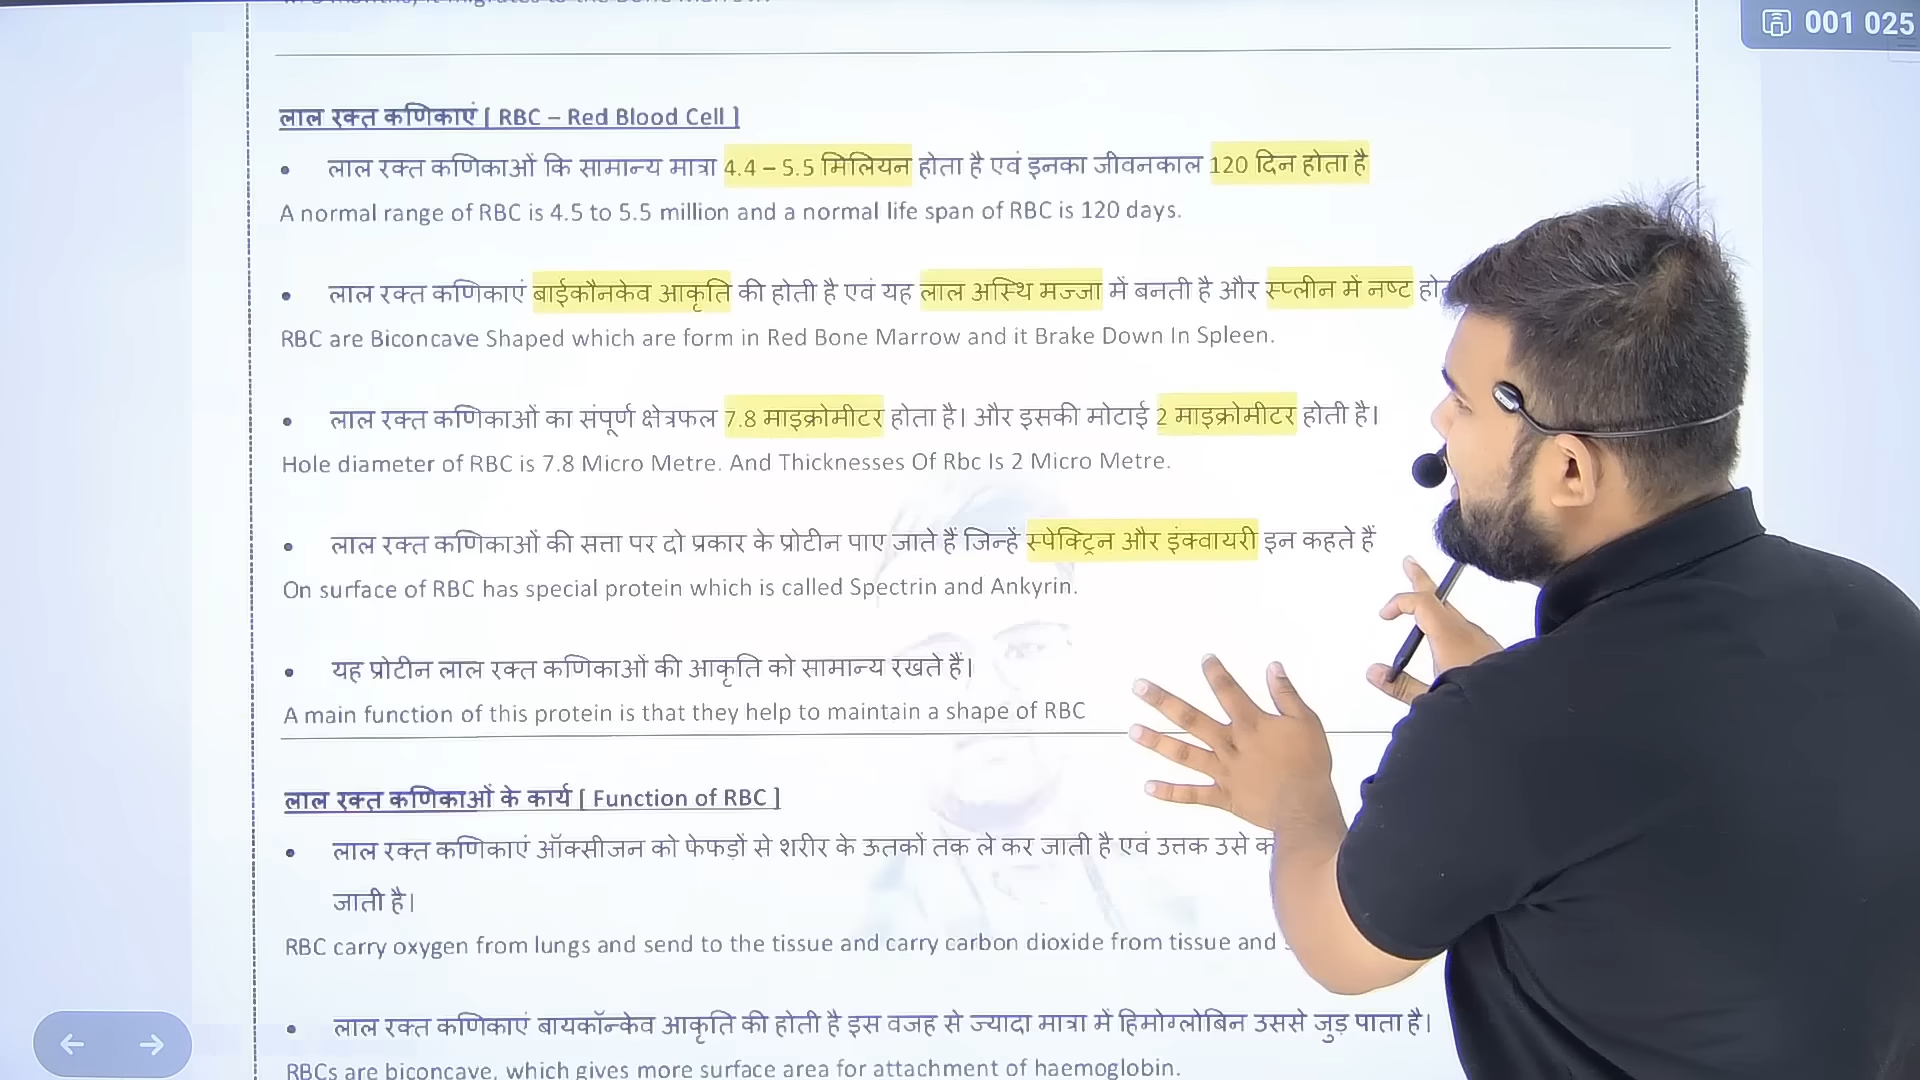 001 025
लाल रक्त कणिकाएं [ RBC – Red Blood Cell ]
• लाल रक्त कणिकाओं कि सामान्य मात्रा 4.4 – 5.5 मिलियन होता है एवं इनका जीवनकाल 120 दिन होता है
A normal range of RBC is 4.5 to 5.5 million and a normal life span of RBC is 120 days.
• लाल रक्त कणिकाएं बाईकौनकेव आकृति की होती है एवं यह लाल अस्थि मज्जा में बनती है और स्प्लीन में नष्ट
RBC are Biconcave Shaped which are form in Red Bone Marrow and it Brake Down In Spleen.
• लाल रक्त कणिकाओं का संपूर्ण क्षेत्रफल 7.8 माइक्रोमीटर होता है। और इसकी मोटाई 2 माइक्रोमीटर होती है।
Hole diameter of RBC is 7.8 Micro Metre. And Thicknesses Of Rbc Is 2 Micro Metre.
• लाल रक्त कणिकाओं की सत्ता पर दो प्रकार के प्रोटीन पाए जाते हैं जिन्हें स्पेक्ट्रिन और इंक्वायरी इन कहते हैं
On surface of RBC has special protein which is called Spectrin and Ankyrin.
• यह प्रोटीन लाल रक्त कणिकाओं की आकृति को सामान्य रखते हैं।
A main function of this protein is that they help to maintain a shape of RBC
लाल रक्त कणिकाओं के कार्य [ Function of RBC ]
• लाल रक्त कणिकाएं ऑक्सीजन को फेफड़ों से शरीर के ऊतकों तक ले कर जाती है एवं उत्तक उसे
जाती है।
RBC carry oxygen from lungs and send to the tissue and carry carbon dioxide from tissue and
• लाल रक्त कणिकाएं बायकॉन्केव आकृति की होती है इस वजह से ज्यादा मात्रा में हिमोग्लोबिन उससे जुड़ पाता है।
RBCs are biconcave, which gives more surface area for attachment of haemoglobin.